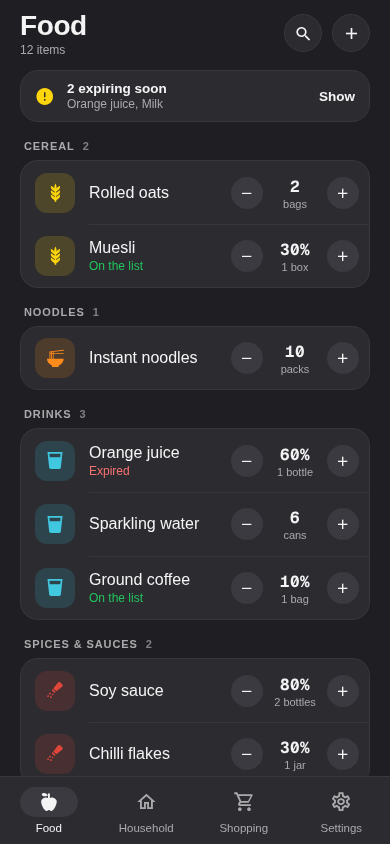 Food
12 items
2 expiring soon
Orange juice, Milk
Show
CEREAL 2
Rolled oats
2
bags
Muesli
On the list
30%
1 box
NOODLES 1
Instant noodles
10
packs
DRINKS 3
Orange juice
Expired
60%
1 bottle
Sparkling water
6
cans
Ground coffee
On the list
10%
1 bag
SPICES & SAUCES 2
Soy sauce
80%
2 bottles
Chilli flakes
30%
1 jar
Food
Household
Shopping
Settings